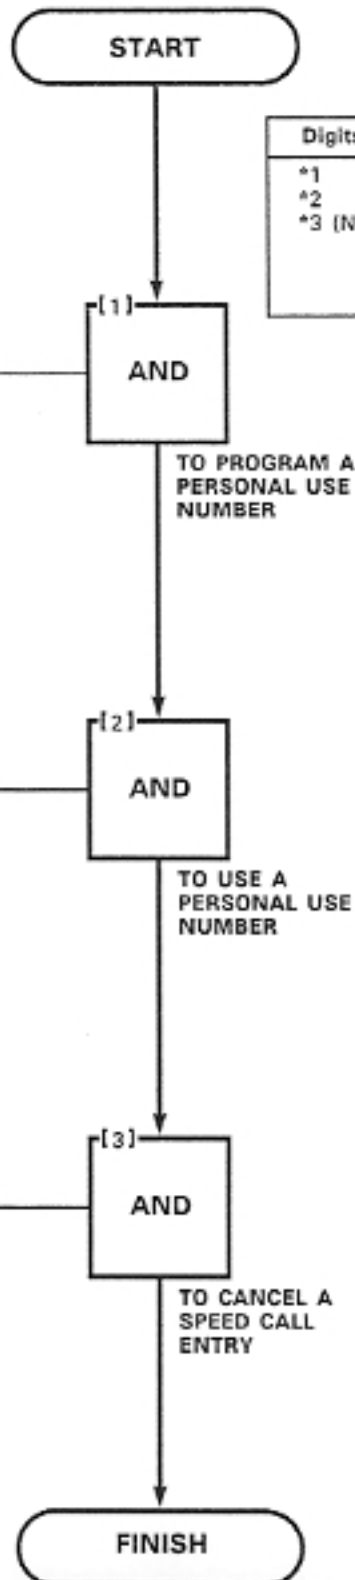 START
Digits
*1
*2
*3 (N
[1]
AND
TO PROGRAM A
PERSONAL USE
NUMBER
[2]
AND
TO USE A
PERSONAL USE
NUMBER
[3]
AND
TO CANCEL A
SPEED CALL
ENTRY
FINISH